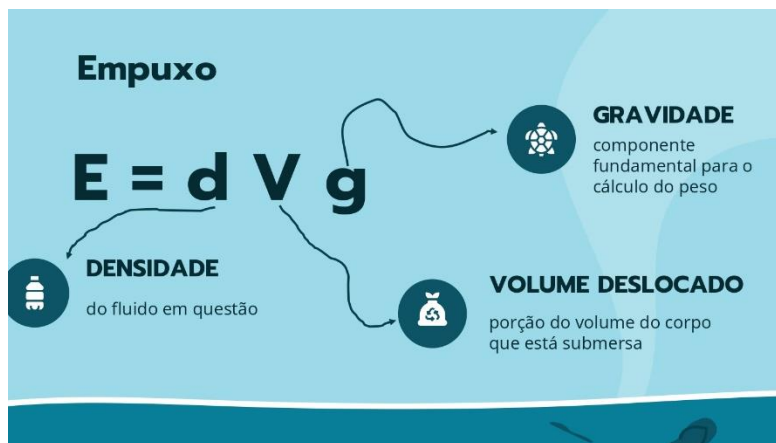 Empuxo
E = d V g
GRAVIDADE
componente
fundamental para o
cálculo do peso
DENSIDADE
do fluido em questão
VOLUME DESLOCADO
porção do volume do corpo
que está submersa